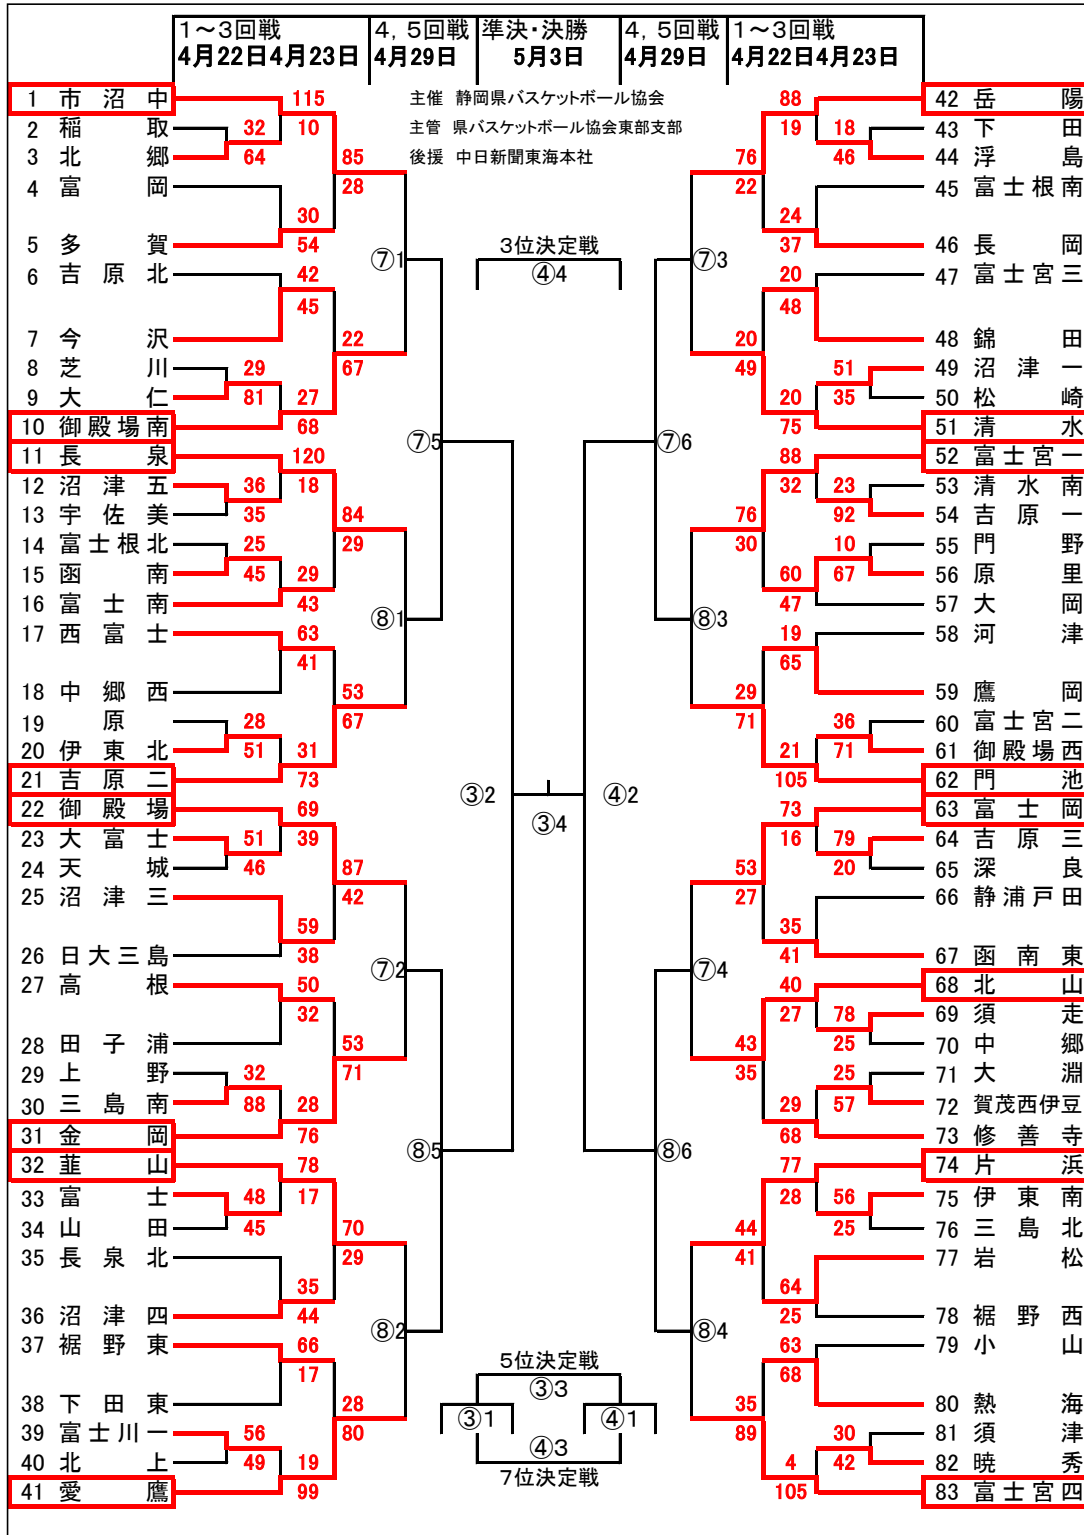 1～3回戦 4, 5回戦 準決・決勝 4, 5回戦 1～3回戦
4月22日4月23日 4月29日 5月3日 4月29日 4月22日4月23日
主催 静岡県バスケットボール協会
主管 県バスケットボール協会東部支部
後援 中日新聞東海本社
1 市沼中
115
2 稲取
32
10
3 北郷
64
85
4 富岡
28
30
5 多賀
54
⑦1
6 吉原北
42
45
7 今沢
22
8 芝川
29
67
9 大仁
81
27
10 御殿場南
68
⑦5
11 長泉
120
12 沼津五
36
18
13 宇佐美
35
84
14 富士根北
25
29
15 函南
45
29
16 富士南
43
⑧1
17 西富士
63
41
18 中郷西
53
19 原
28
67
20 伊東北
51
31
21 吉原二
73
③2
22 御殿場
69
23 大富士
51
39
24 天城
46
87
25 沼津三
42
59
26 日大三島
38
⑦2
27 高根
50
32
28 田子浦
53
29 上野
32
71
30 三島南
88
28
31 金岡
76
⑧5
32 韮山
78
33 富士
48
17
34 山田
45
70
35 長泉北
29
35
36 沼津四
44
⑧2
37 裾野東
66
17
38 下田東
28
39 富士川一
56
80
40 北上
49
19
41 愛鷹
99
3位決定戦
④4
③4
5位決定戦
③3
③1 ④1
④3
7位決定戦
88
42 岳陽
19
18
43 下田
76
46
44 浮島
22
45 富士根南
24
37
46 長岡
⑦3
20
47 富士宮三
48
20
48 錦田
49
51
49 沼津一
20
35
50 松崎
75
51 清水
⑦6
88
52 富士宮一
32
23
53 清水南
76
92
54 吉原一
30
10
55 門野
60
67
56 原里
47
57 大岡
⑧3
19
58 河津
65
29
59 鷹岡
71
36
60 富士宮二
21
71
61 御殿場西
105
62 門池
④2
73
63 富士岡
16
79
64 吉原三
53
20
65 深良
27
66 静浦戸田
35
41
67 函南東
⑦4
40
68 北山
27
78
69 須走
43
25
70 中郷
35
25
71 大淵
29
57
72 賀茂西伊豆
68
73 修善寺
⑧6
77
74 片浜
28
56
75 伊東南
44
25
76 三島北
41
77 岩松
64
25
78 裾野西
⑧4
63
79 小山
68
35
80 熱海
89
30
81 須津
4
42
82 暁秀
105
83 富士宮四